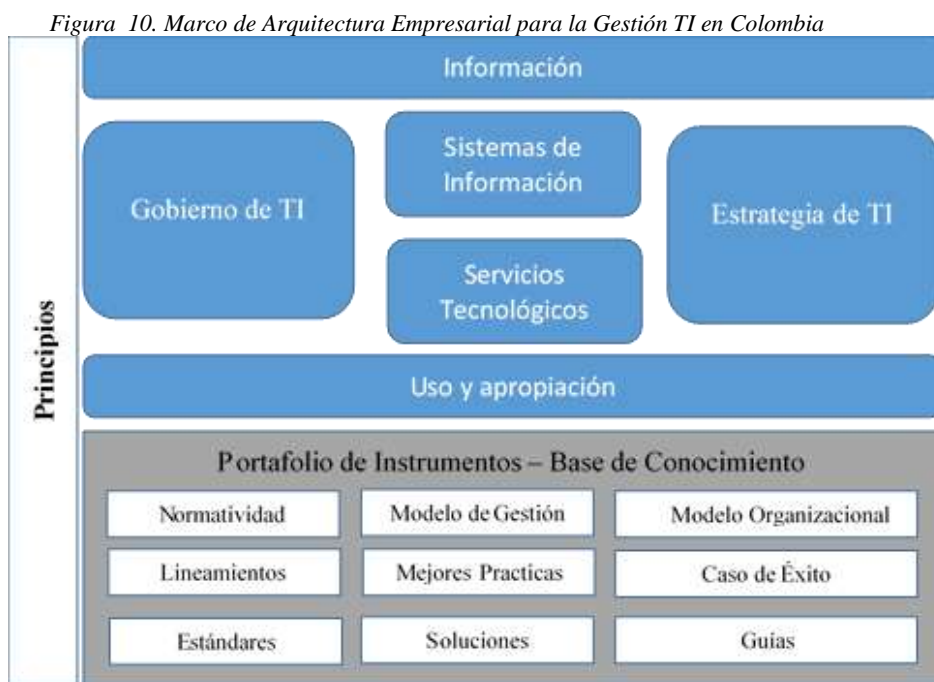 Figura 10. Marco de Arquitectura Empresarial para la Gestión TI en Colombia
Principios
Información
Gobierno de TI
Sistemas de
Información
Servicios
Tecnológicos
Estrategia de TI
Uso y apropiación
Portafolio de Instrumentos – Base de Conocimiento
Normatividad
Modelo de Gestión
Modelo Organizacional
Lineamientos
Mejores Practicas
Caso de Éxito
Estándares
Soluciones
Guías